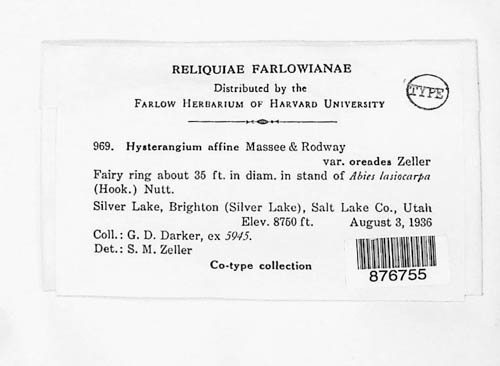 RELIQUIAE FARLOWIANAE
Distributed by the
FARLOW HERBARIUM OF HARVARD UNIVERSITY
TYPE
969. Hysterangium affine Massee & Rodway
var. oreades Zeller
Fairy ring about 35 ft. in diam. in stand of Abies lasiocarpa
(Hook.) Nutt.
Silver Lake, Brighton (Silver Lake), Salt Lake Co., Utah
Elev. 8750 ft. August 3, 1936
Coll.: G. D. Darker, ex 5945.
Det.: S. M. Zeller
Co-type collection
876755